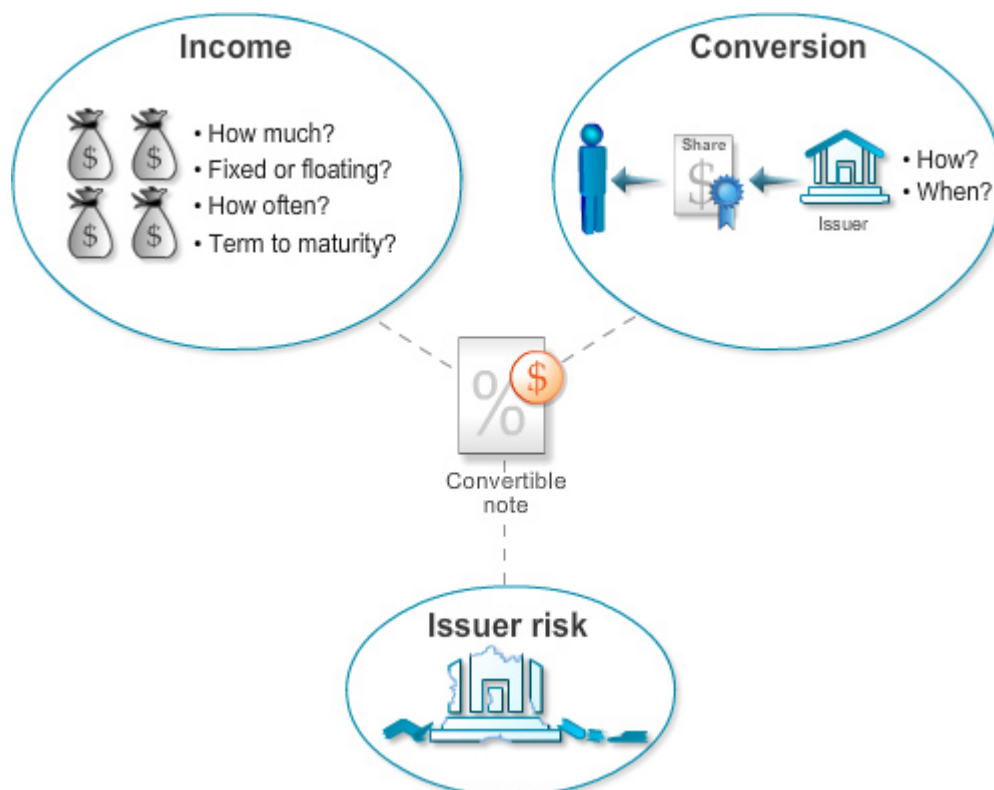 Income
$ $
• How much?
• Fixed or floating?
$ $
• How often?
• Term to maturity?
Conversion
Share
$
Issuer
• How?
• When?
%
$
Convertible
note
Issuer risk